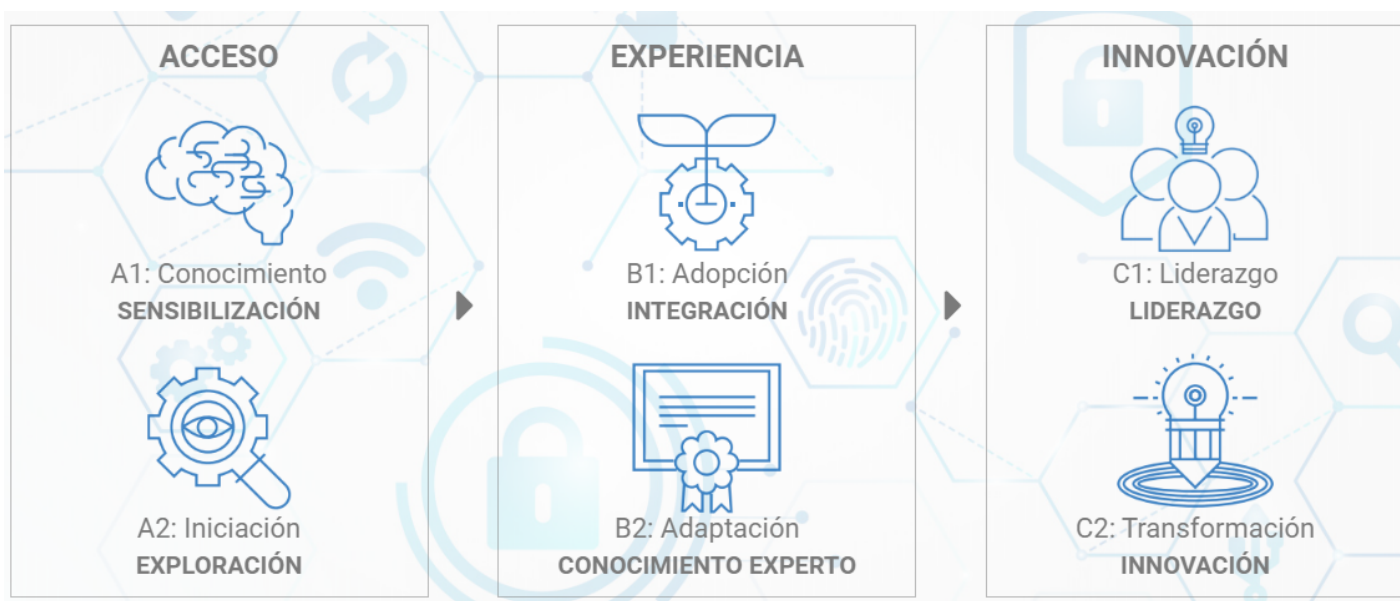 ACCESO
A1: Conocimiento
SENSIBILIZACIÓN
A2: Iniciación
EXPLORACIÓN
EXPERIENCIA
B1: Adopción
INTEGRACIÓN
B2: Adaptación
CONOCIMIENTO EXPERTO
INNOVACIÓN
C1: Liderazgo
LIDERAZGO
C2: Transformación
INNOVACIÓN